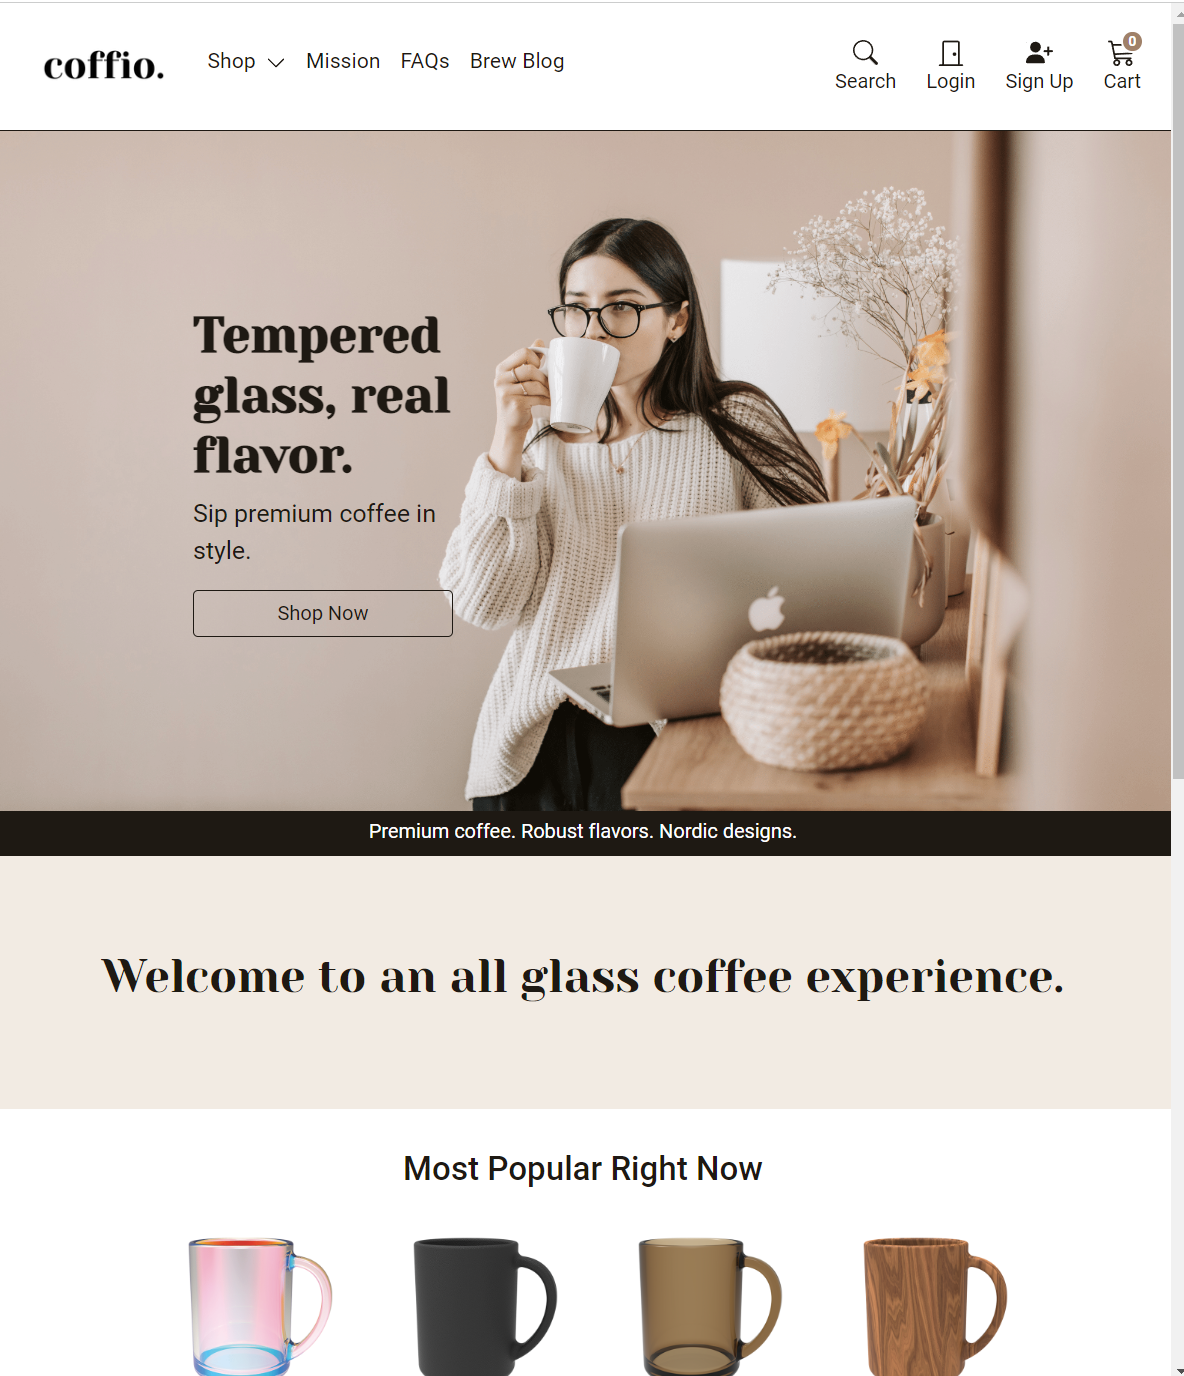 coffio.
Shop Mission FAQs Brew Blog
Search Login Sign Up Cart
0
Tempered
glass, real
flavor.
Sip premium coffee in
style.
Shop Now
Premium coffee. Robust flavors. Nordic designs.
Welcome to an all glass coffee experience.
Most Popular Right Now